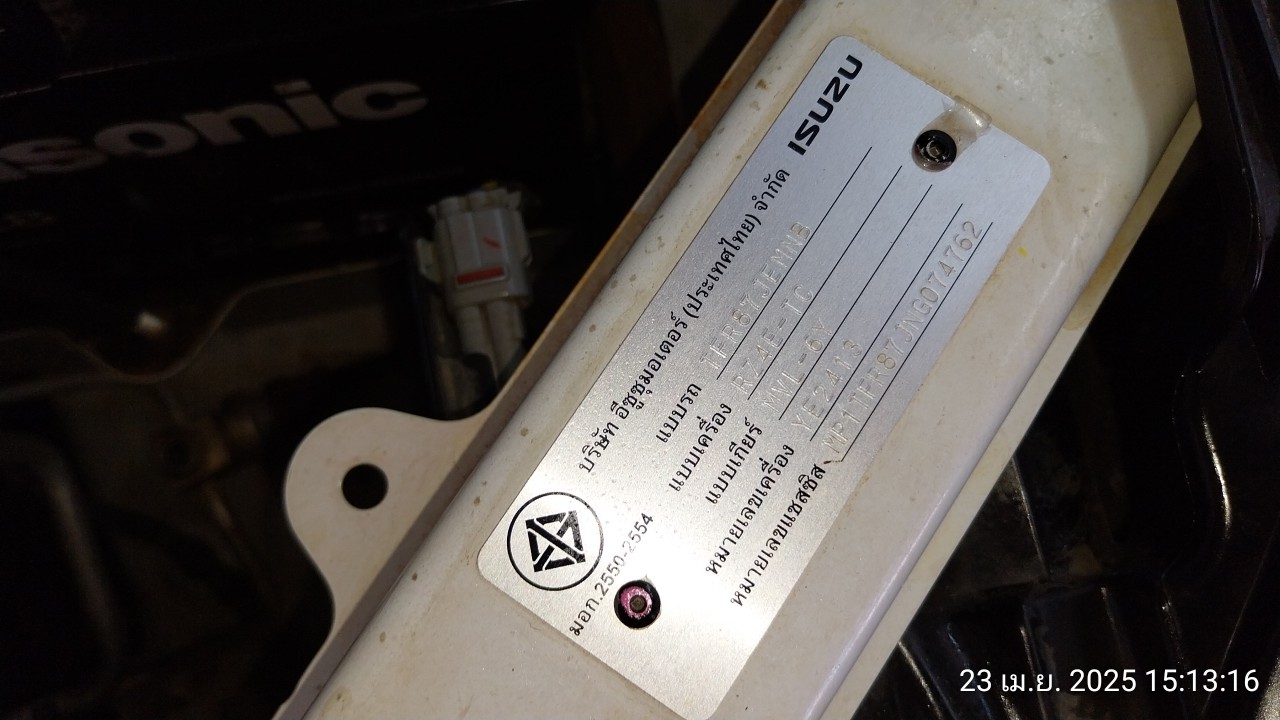 sonic
ISUZU
บริษัท อีซูซุมอเตอร์ (ประเทศไทย) จำกัด
แบบรถ TFR87JEMNB
แบบเครื่อง RZ4E-TC
แบบเกียร์ MVL-6Y
หมายเลขเครื่อง YE2413
หมายเลขแชสซิส MP1TFR87JNG074762
มอก.2550-2554
23 เม.ย. 2025 15:13:16